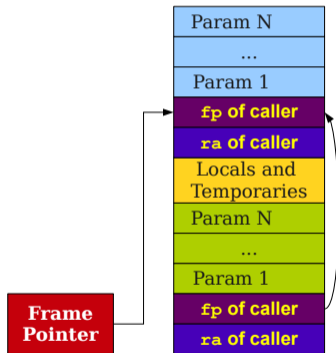 Param N
...
Param 1
fp of caller
ra of caller
Locals and
Temporaries
Param N
...
Param 1
fp of caller
ra of caller
Frame
Pointer